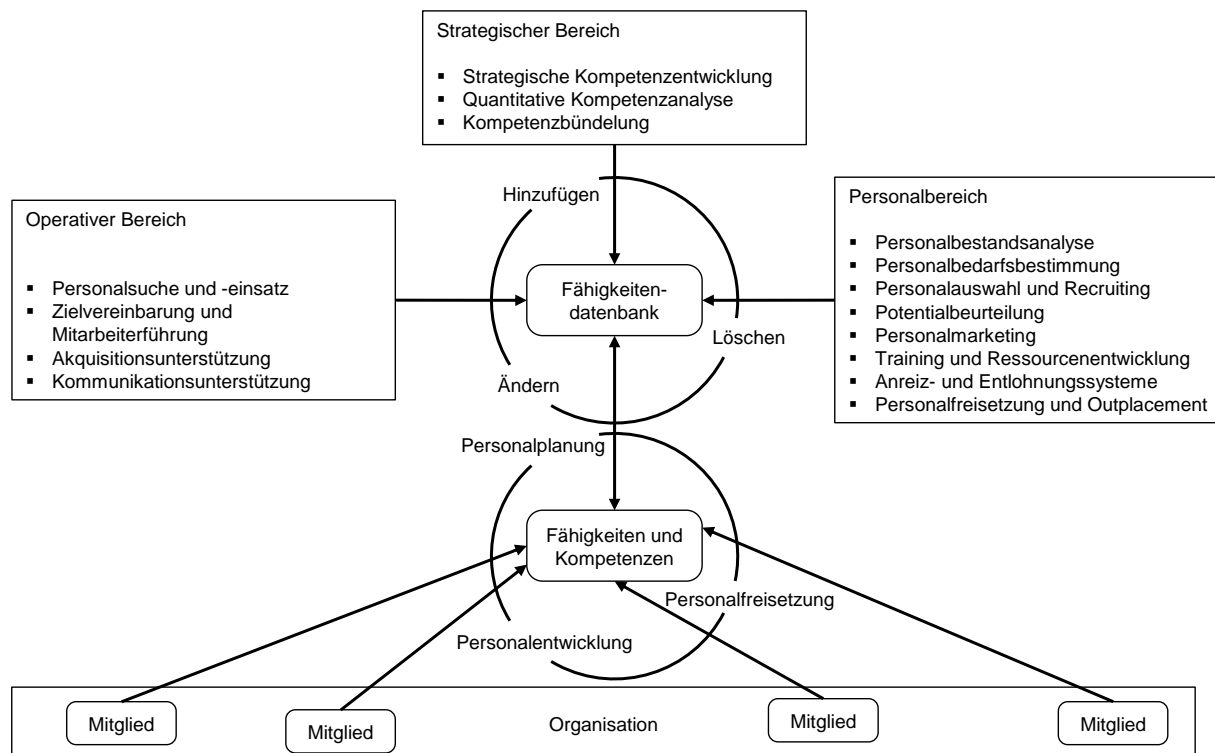 Strategischer Bereich
▪ Strategische Kompetenzentwicklung
▪ Quantitative Kompetenzanalyse
▪ Kompetenzbündelung
Operativer Bereich
▪ Personalsuche und -einsatz
▪ Zielvereinbarung und
Mitarbeiterführung
▪ Akquisitionsunterstützung
▪ Kommunikationsunterstützung
Hinzufügen
Fähigkeiten-
datenbank
Löschen
Ändern
Personalbereich
▪ Personalbestandsanalyse
▪ Personalbedarfsbestimmung
▪ Personalauswahl und Recruiting
▪ Potentialbeurteilung
▪ Personalmarketing
▪ Training und Ressourcenentwicklung
▪ Anreiz- und Entlohnungssysteme
▪ Personalfreisetzung und Outplacement
Personalplanung
Fähigkeiten und
Kompetenzen
Personalfreisetzung
Personalentwicklung
Mitglied
Mitglied
Organisation
Mitglied
Mitglied